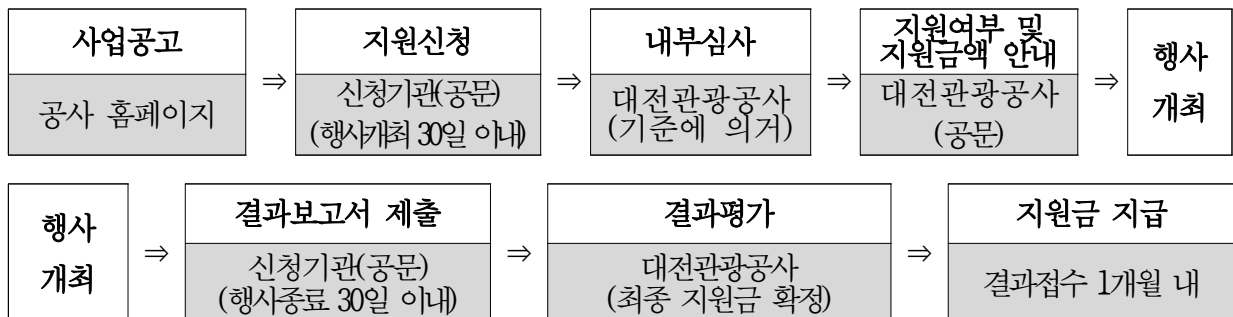 사업공고
공사 홈페이지
⇒
지원신청
신청기관(공문)
(행사개최 30일 이내)
⇒
내부심사
대전관광공사
(기준에 의거)
⇒
지원여부 및
지원금액 안내
대전관광공사
(공문)
⇒
행사
개최
행사
개최
⇒
결과보고서 제출
신청기관(공문)
(행사종료 30일 이내)
⇒
결과평가
대전관광공사
(최종 지원금 확정)
⇒
지원금 지급
결과접수 1개월 내